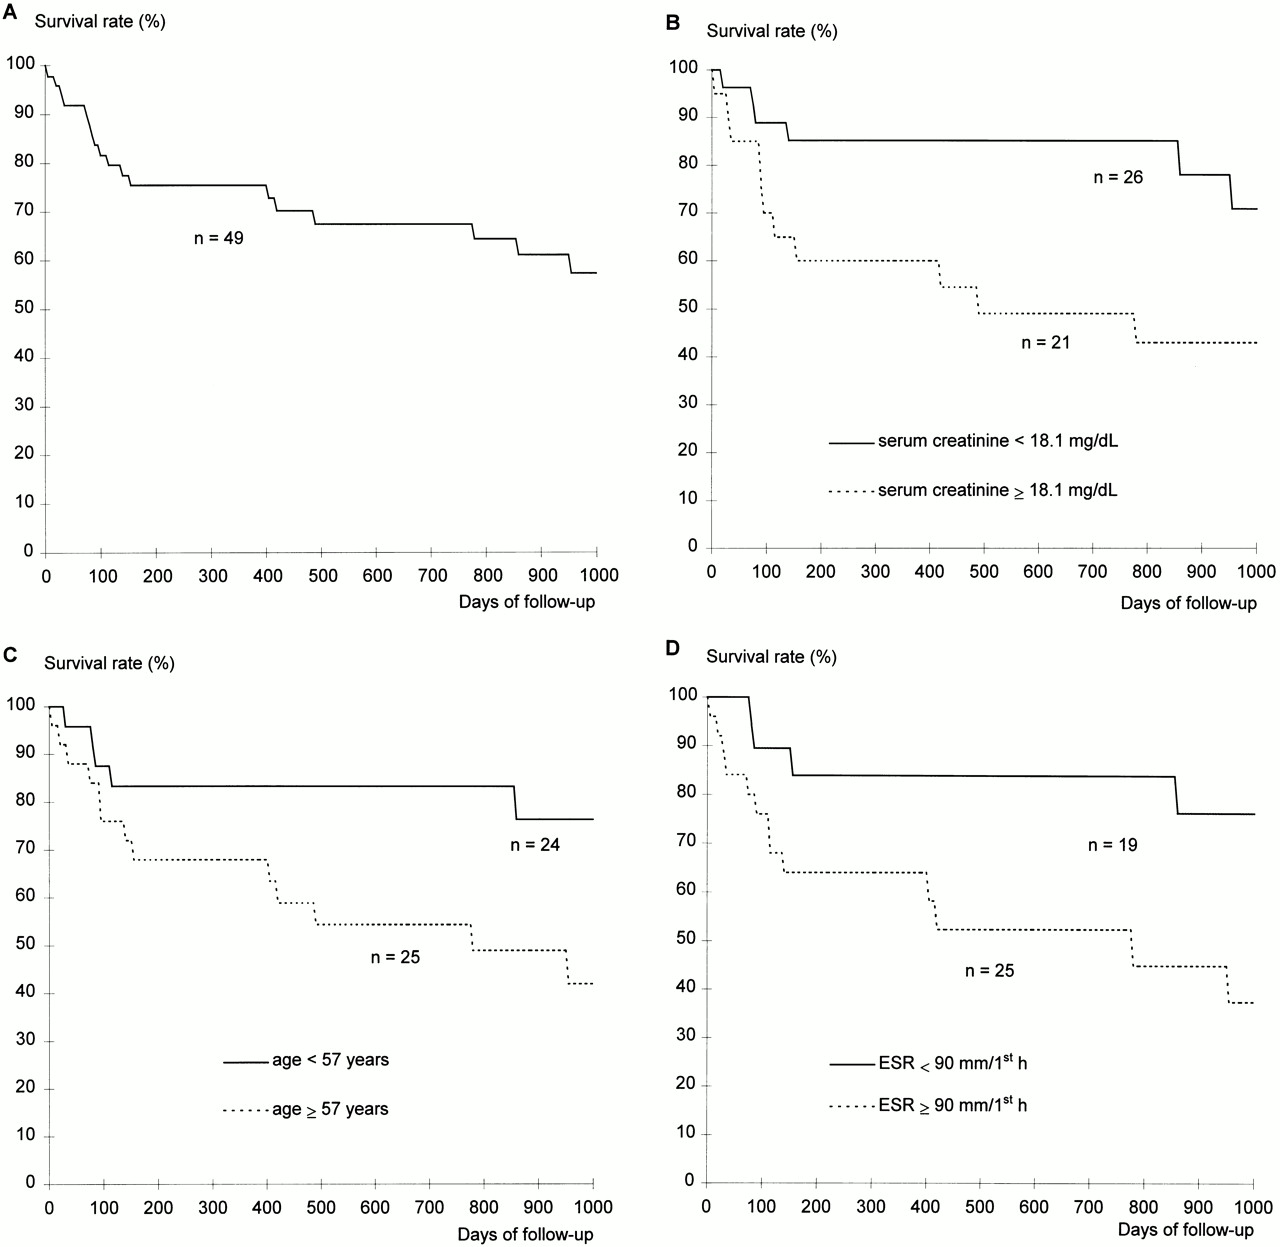 A
Survival rate (%)
100
90
80
70
60
50
40
30
20
10
0
n = 49
0 100 200 300 400 500 600 700 800 900 1000
Days of follow-up
B
Survival rate (%)
100
90
80
70
60
50
40
30
20
10
0
n = 26
n = 21
serum creatinine < 18.1 mg/dL
serum creatinine ≥ 18.1 mg/dL
0 100 200 300 400 500 600 700 800 900 1000
Days of follow-up
C
Survival rate (%)
100
90
80
70
60
50
40
30
20
10
0
n = 24
n = 25
age < 57 years
age ≥ 57 years
0 100 200 300 400 500 600 700 800 900 1000
Days of follow-up
D
Survival rate (%)
100
90
80
70
60
50
40
30
20
10
0
n = 19
n = 25
ESR < 90 mm/1st h
ESR ≥ 90 mm/1st h
0 100 200 300 400 500 600 700 800 900 1000
Days of follow-up